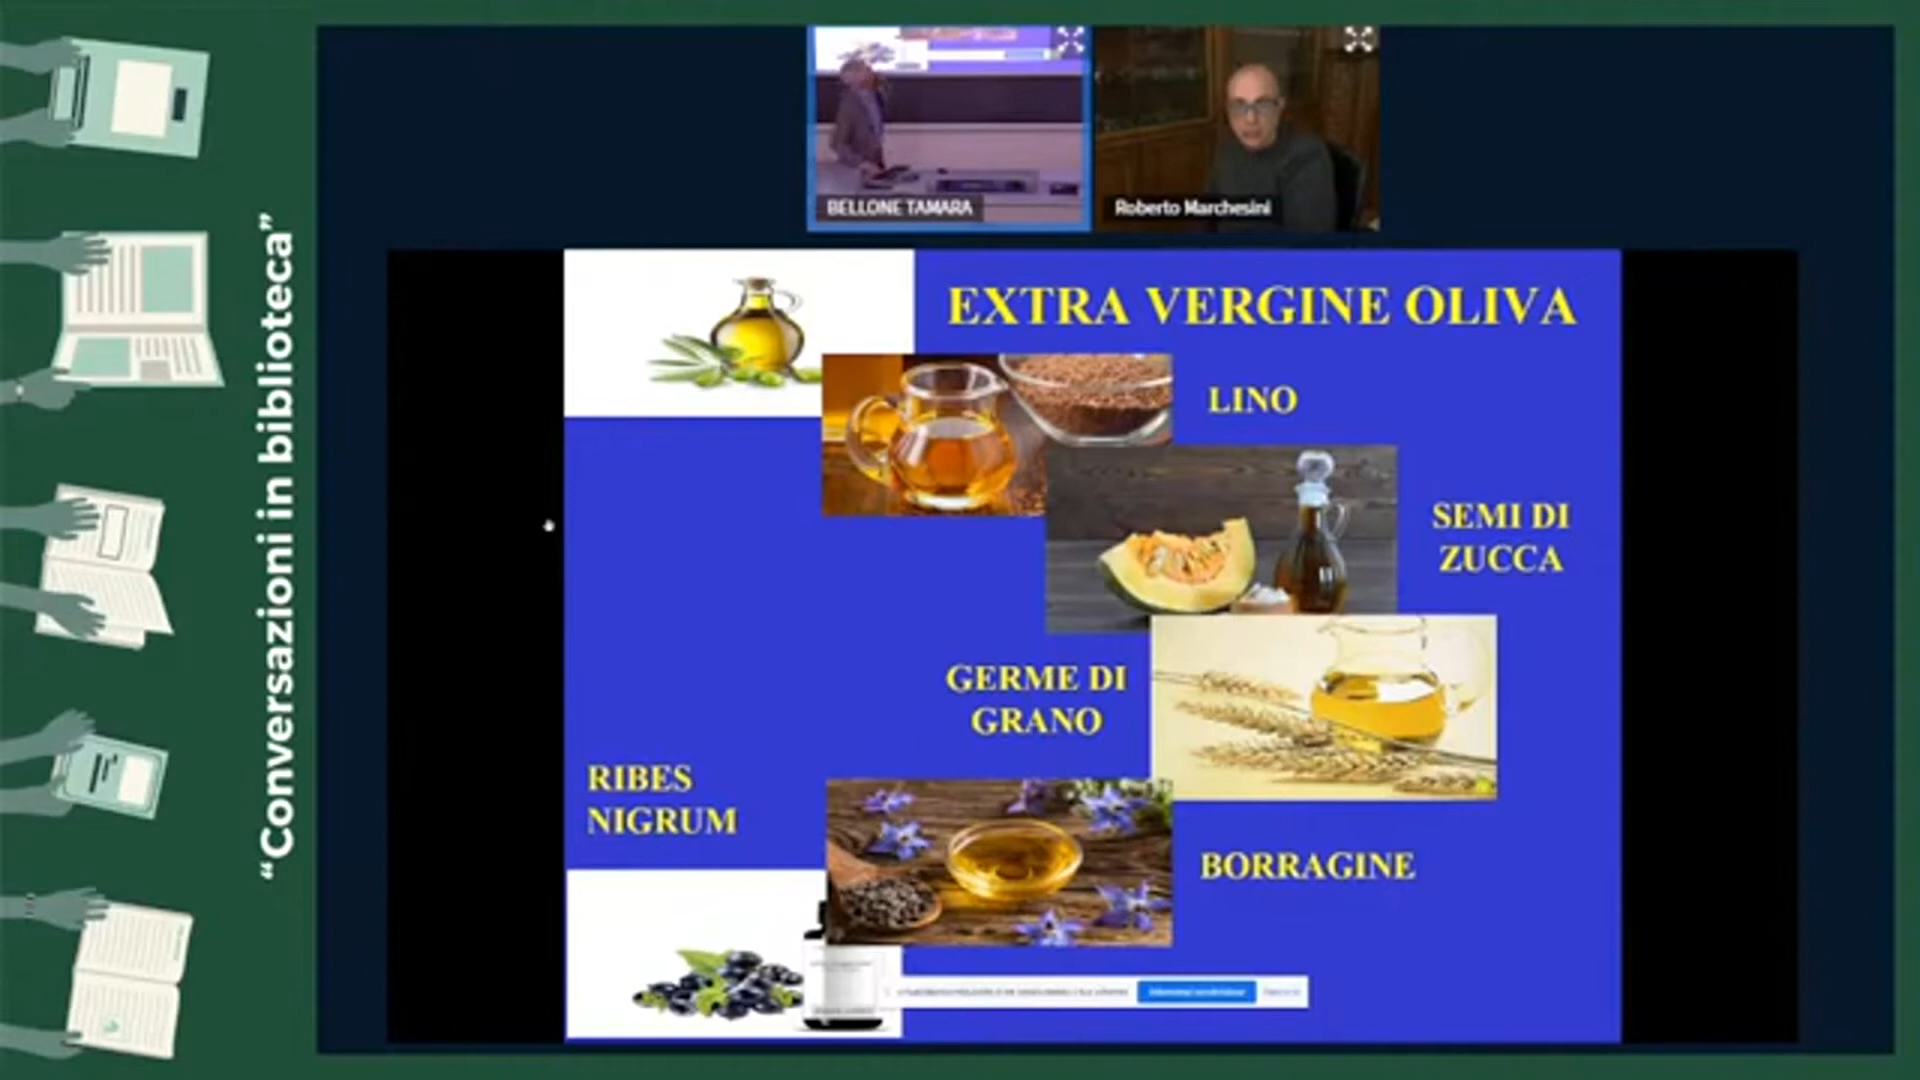 “Conversazioni in biblioteca”
BELLONE TAMARA
Roberto Marchesini
EXTRA VERGINE OLIVA
LINO
SEMI DI
ZUCCA
GERME DI
GRANO
RIBES
NIGRUM
BORRAGINE